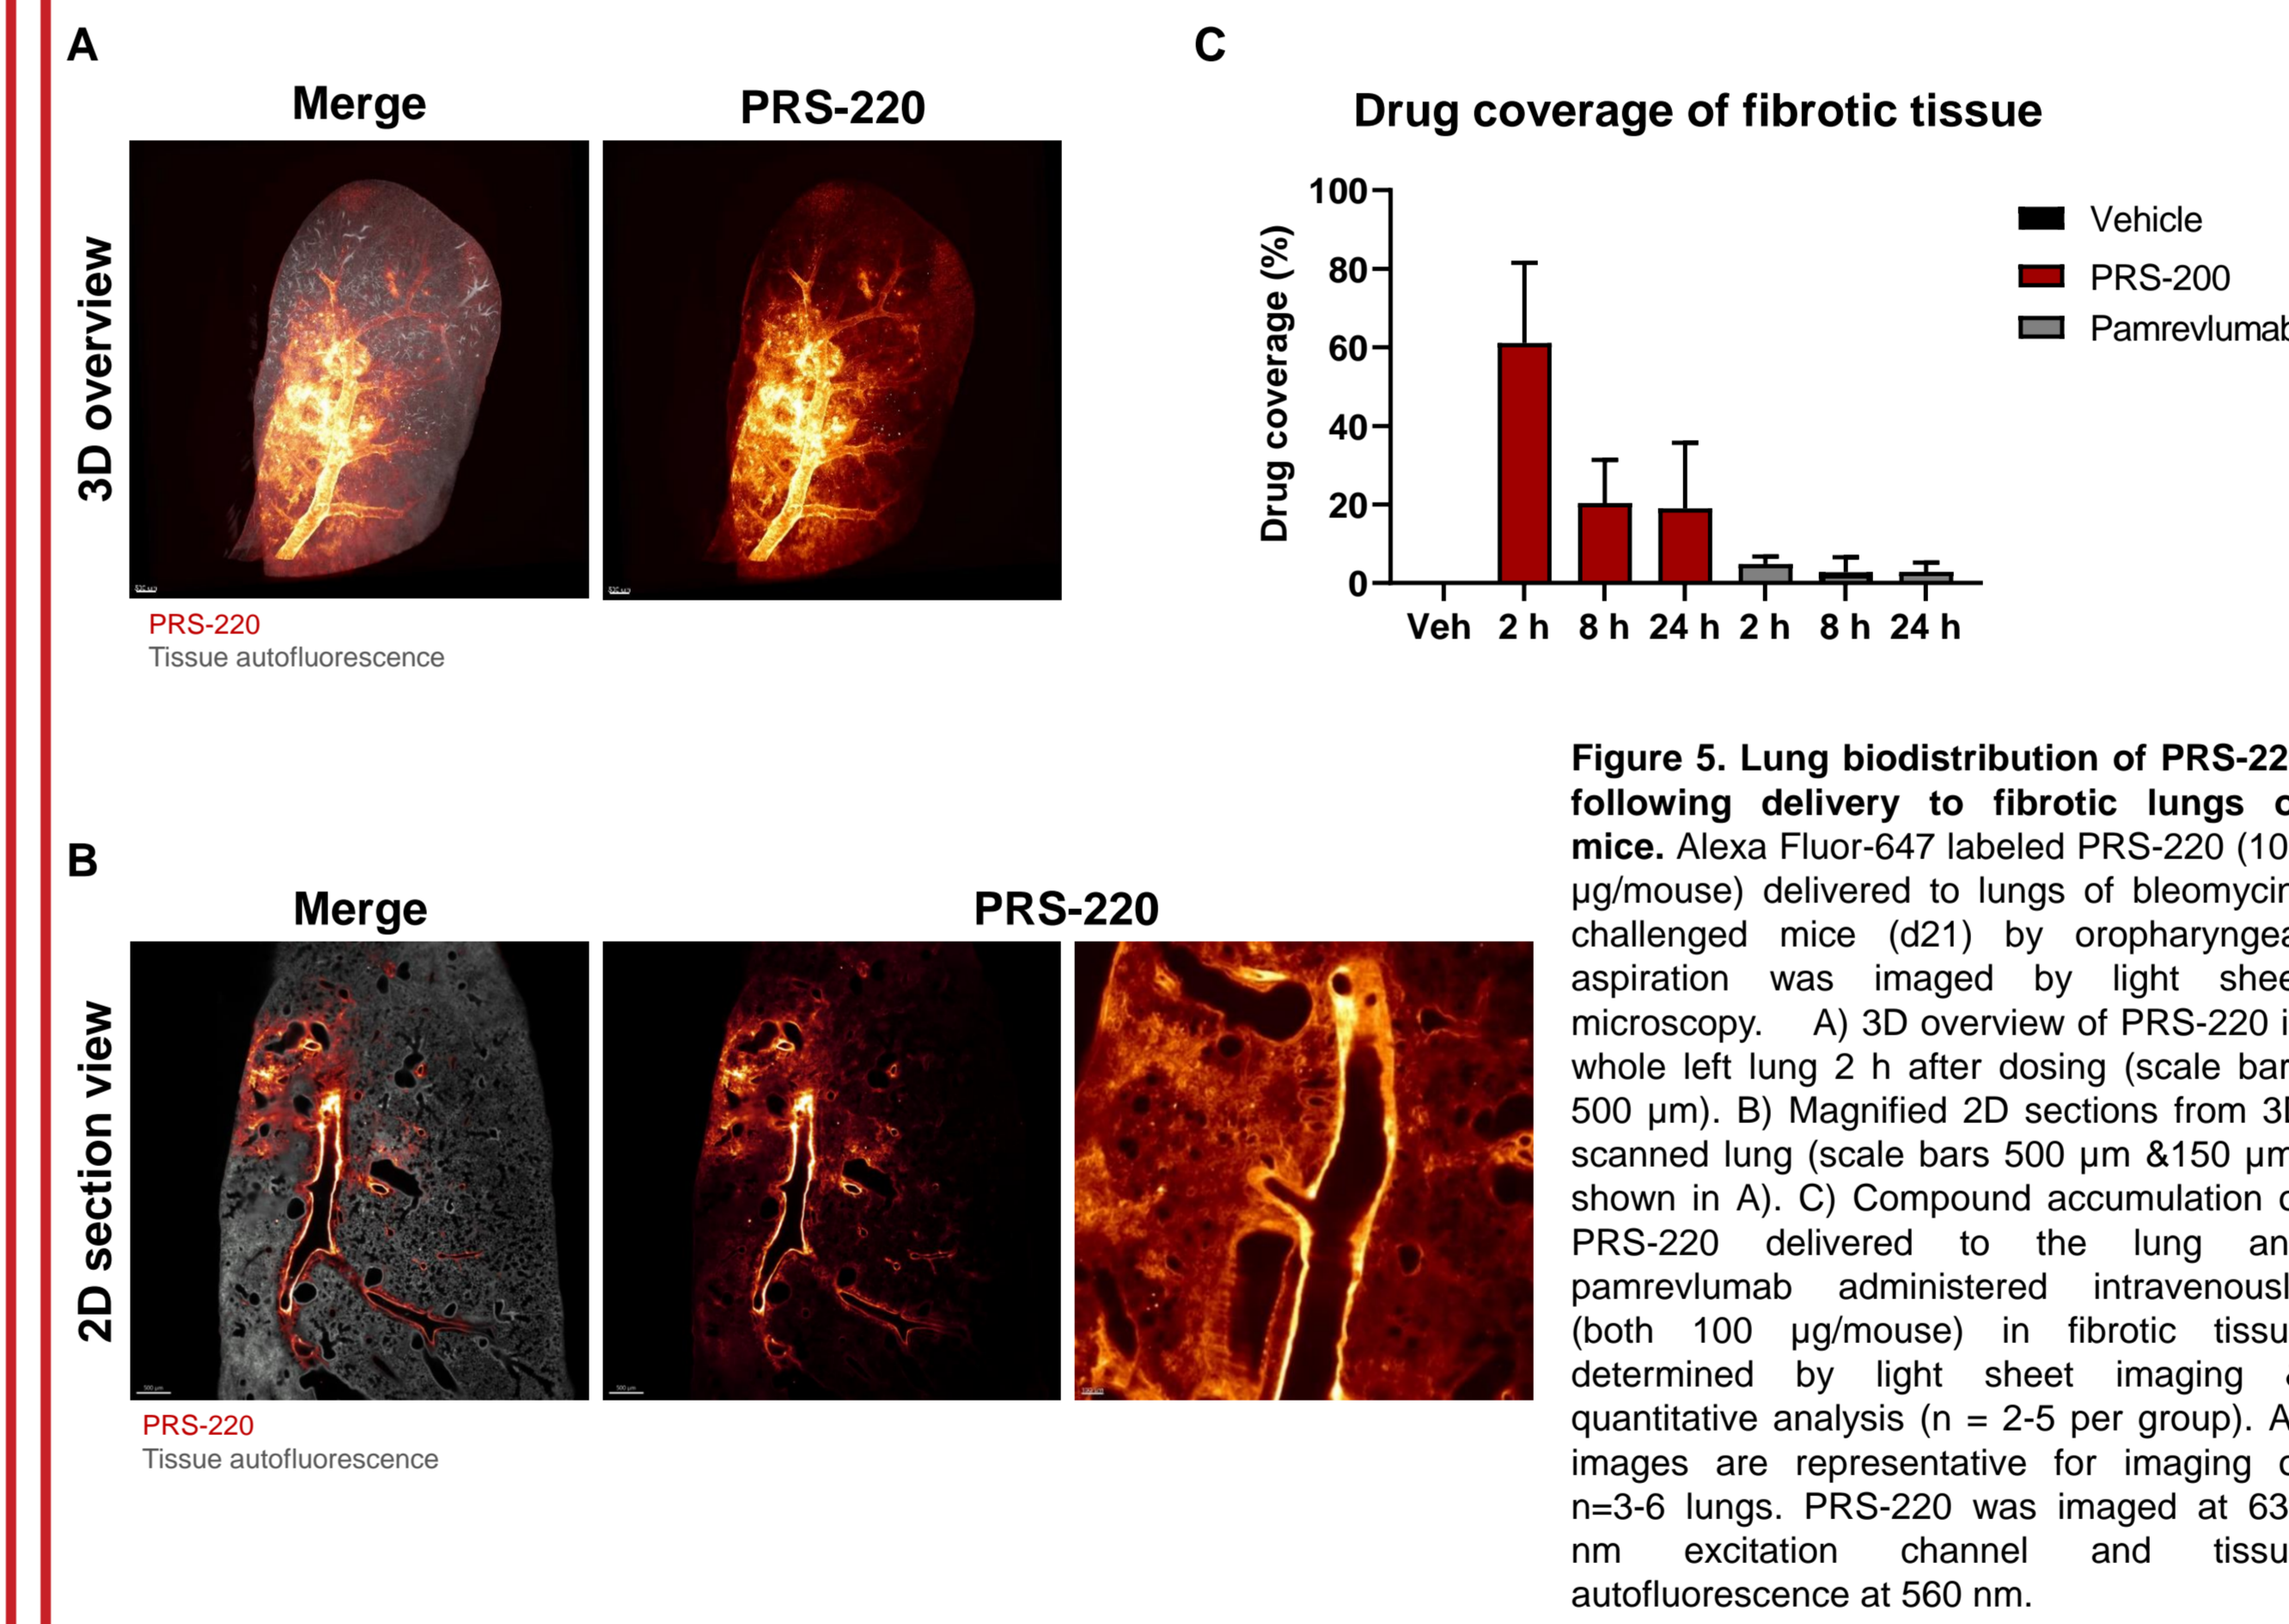 A
Merge
PRS-220
3D overview
PRS-220
Tissue autofluorescence
B
Merge
PRS-220
2D section view
500 µm
500 µm
PRS-220
Tissue autofluorescence
C
Drug coverage of fibrotic tissue
Drug coverage (%)
100
80
60
40
20
0
Veh 2 h 8 h 24 h 2 h 8 h 24 h
Vehicle
PRS-200
Pamrevlumab
Figure 5. Lung biodistribution of PRS-22
following delivery to fibrotic lungs
mice. Alexa Fluor-647 labeled PRS-220 (10
µg/mouse) delivered to lungs of bleomycin
challenged mice (d21) by oropharyngea
aspiration was imaged by light shee
microscopy. A) 3D overview of PRS-220 i
whole left lung 2 h after dosing (scale bar
500 µm). B) Magnified 2D sections from 3
scanned lung (scale bars 500 µm &150 µm
shown in A). C) Compound accumulation
PRS-220 delivered to the lung an
pamrevlumab administered intravenousl
(both 100 µg/mouse) in fibrotic tissu
determined by light sheet imaging
quantitative analysis (n = 2-5 per group). A
images are representative for imaging
n=3-6 lungs. PRS-220 was imaged at 63
nm excitation channel and tissu
autofluorescence at 560 nm.